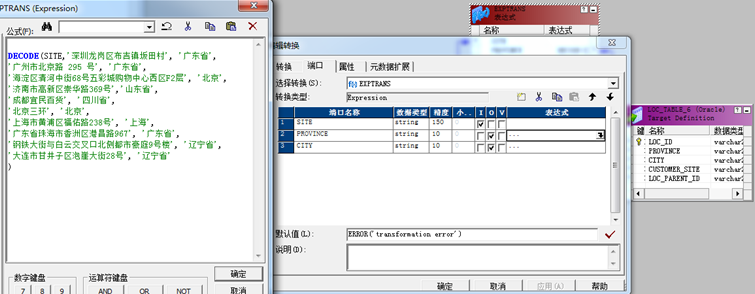 XPTRANS (Expression)
公式(F):
DECODE(SITE,'深圳龙岗区布吉镇坂田村', '广东省',
'广州市北京路 295 号', '广东省',
'海淀区清河中街68号五彩城购物中心西区F2层', '北京',
'济南市高新区崇华路369号','山东省',
'成都宜民百货', '四川省',
'北京三环', '北京',
'上海市黄浦区福佑路238号', '上海',
'广东省珠海市香洲区港昌路967', '广东省',
'钢铁大街与白云交叉口北侧都市豪庭9号楼', '辽宁省',
'大连市甘井子区泡崖大街28号', '辽宁省'
)
数字键盘
运算符键盘
7 8 9
AND OR NOT
确定
取消
编辑转换
转换 端口 属性 元数据扩展
选择转换(S): EXPTRANS
转换类型: Expression
端口名称 数据类型 精度 小.. I O V 表达式
1 SITE string 150 0
2 PROVINCE string 10 0 ...
3 CITY string 10 0 ...
默认值(L): ERROR('transformation error')
说明(D):
确定 取消 应用(A) 帮助
EXPTRANS
表达式
名称 表达式
LOC_TABLE_6 (Oracle)
Target Definition
键 名称 数据类型
LOC_ID varchar2
PROVINCE varchar2
CITY varchar2
CUSTOMER_SITE varchar2
LOC_PARENT_ID varchar2